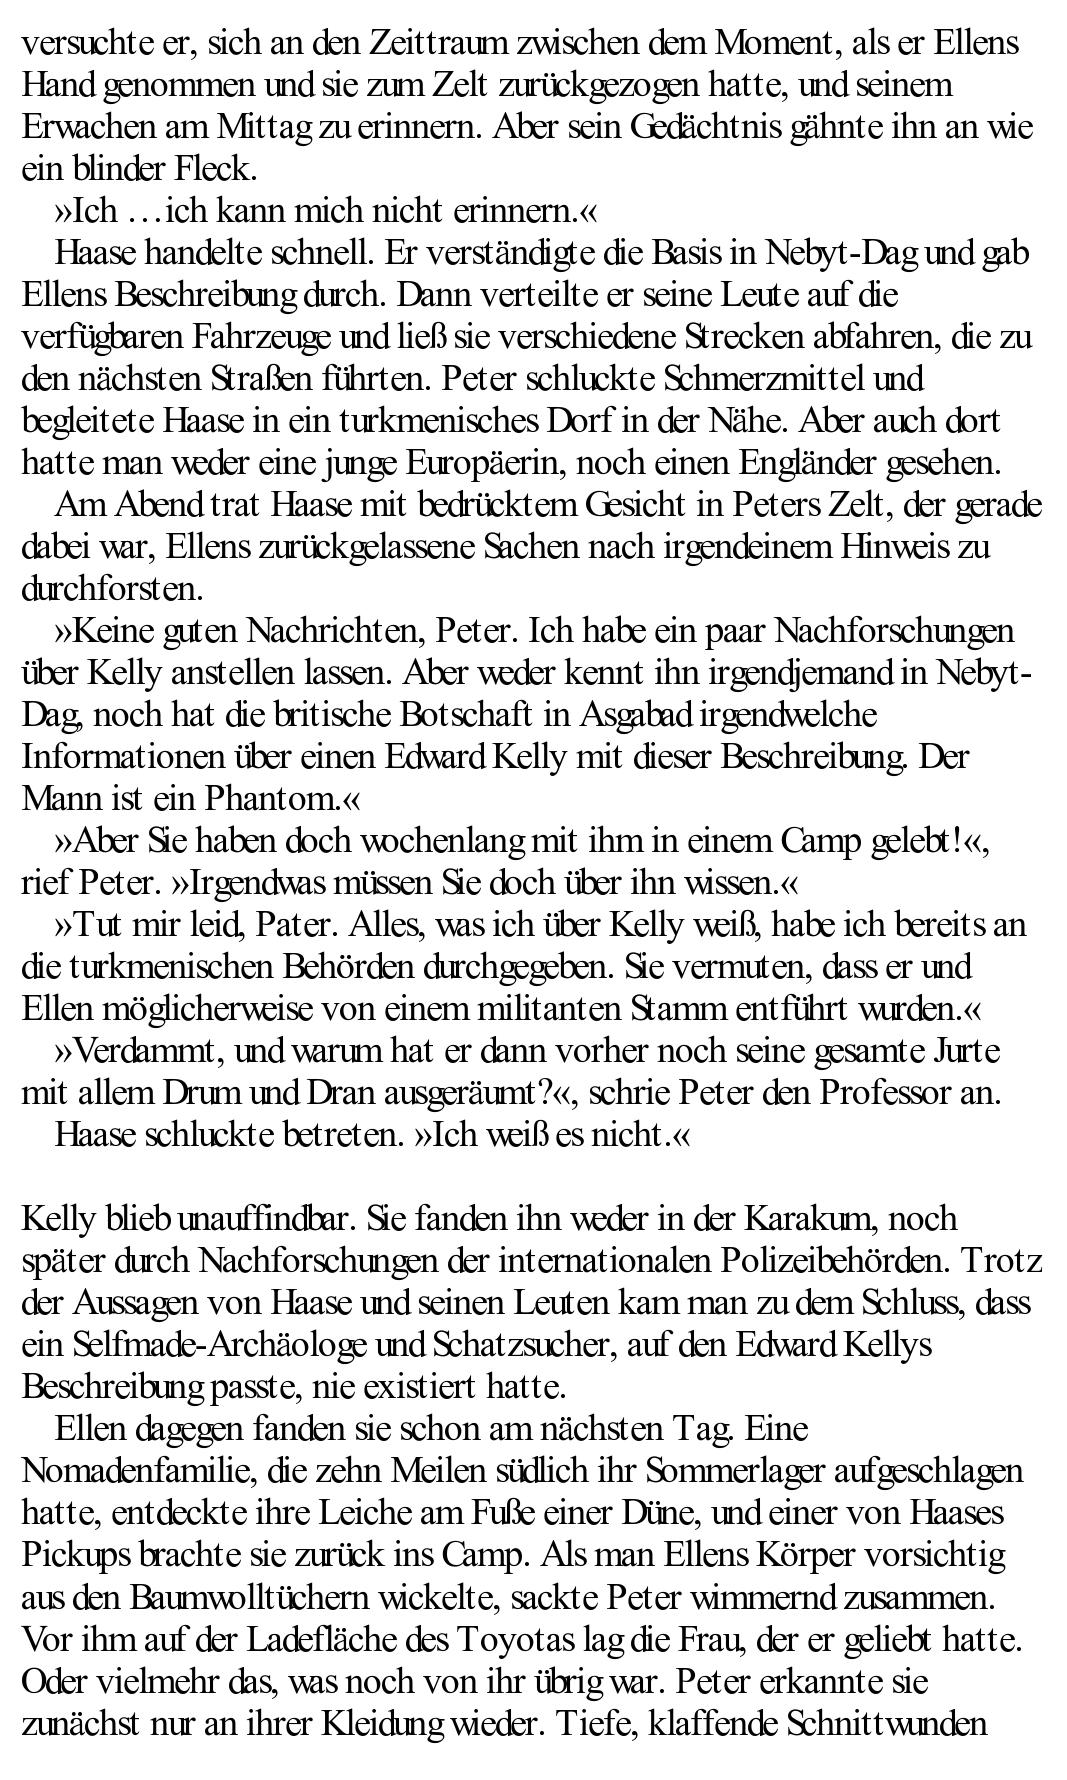 versuchte er, sich an den Zeittraum zwischen dem Moment, als er Ellens
Hand genommen und sie zum Zelt zurückgezogen hatte, und seinem
Erwachen am Mittag zu erinnern. Aber sein Gedächtnis gähnte ihn an wie
ein blinder Fleck.
»Ich …ich kann mich nicht erinnern.«
Haase handelte schnell. Er verständigte die Basis in Nebyt-Dag und gab
Ellens Beschreibung durch. Dann verteilte er seine Leute auf die
verfügbaren Fahrzeuge und ließ sie verschiedene Strecken abfahren, die zu
den nächsten Straßen führten. Peter schluckte Schmerzmittel und
begleitete Haase in ein turkmenisches Dorf in der Nähe. Aber auch dort
hatte man weder eine junge Europäerin, noch einen Engländer gesehen.
Am Abend trat Haase mit bedrücktem Gesicht in Peters Zelt, der gerade
dabei war, Ellens zurückgelassene Sachen nach irgendeinem Hinweis zu
durchforsten.
»Keine guten Nachrichten, Peter. Ich habe ein paar Nachforschungen
über Kelly anstellen lassen. Aber weder kennt ihn irgendjemand in Nebyt-
Dag, noch hat die britische Botschaft in Asgabad irgendwelche
Informationen über einen Edward Kelly mit dieser Beschreibung. Der
Mann ist ein Phantom.«
»Aber Sie haben doch wochenlang mit ihm in einem Camp gelebt!«,
rief Peter. »Irgendwas müssen Sie doch über ihn wissen.«
»Tut mir leid, Pater. Alles, was ich über Kelly weiß, habe ich bereits an
die turkmenischen Behörden durchgegeben. Sie vermuten, dass er und
Ellen möglicherweise von einem militanten Stamm entführt wurden.«
»Verdammt, und warum hat er dann vorher noch seine gesamte Jurte
mit allem Drum und Dran ausgeräumt?«, schrie Peter den Professor an.
Haase schluckte betreten. »Ich weiß es nicht.«
Kelly blieb unauffindbar. Sie fanden ihn weder in der Karakum, noch
später durch Nachforschungen der internationalen Polizeibehörden. Trotz
der Aussagen von Haase und seinen Leuten kam man zu dem Schluss, dass
ein Selfmade-Archäologe und Schatzsucher, auf den Edward Kellys
Beschreibung passte, nie existiert hatte.
Ellen dagegen fanden sie schon am nächsten Tag. Eine
Nomadenfamilie, die zehn Meilen südlich ihr Sommerlager aufgeschlagen
hatte, entdeckte ihre Leiche am Fuße einer Düne, und einer von Haases
Pickups brachte sie zurück ins Camp. Als man Ellens Körper vorsichtig
aus den Baumwolltüchern wickelte, sackte Peter wimmernd zusammen.
Vor ihm auf der Ladefläche des Toyotas lag die Frau, der er geliebt hatte.
Oder vielmehr das, was noch von ihr übrig war. Peter erkannte sie
zunächst nur an ihrer Kleidung wieder. Tiefe, klaffende Schnittwunden